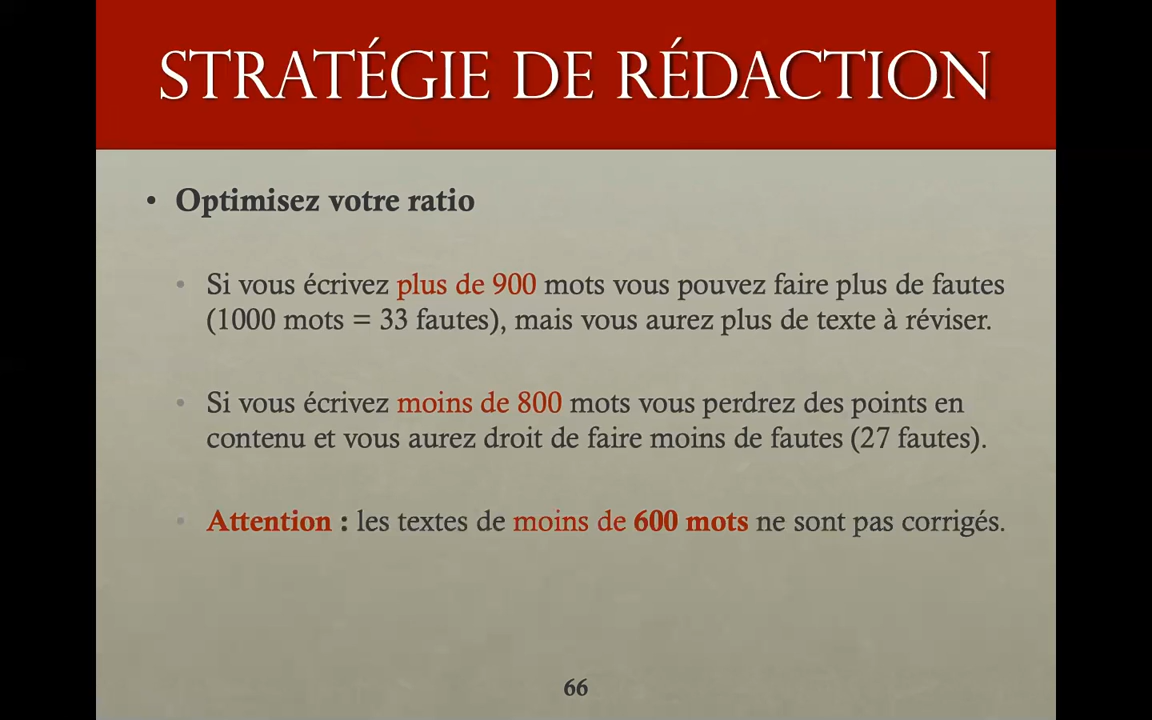 STRATÉGIE DE RÉDACTION
• Optimisez votre ratio
• Si vous écrivez plus de 900 mots vous pouvez faire plus de fautes
(1000 mots = 33 fautes), mais vous aurez plus de texte à réviser.
• Si vous écrivez moins de 800 mots vous perdrez des points en
contenu et vous aurez droit de faire moins de fautes (27 fautes).
• Attention : les textes de moins de 600 mots ne sont pas corrigés.
66